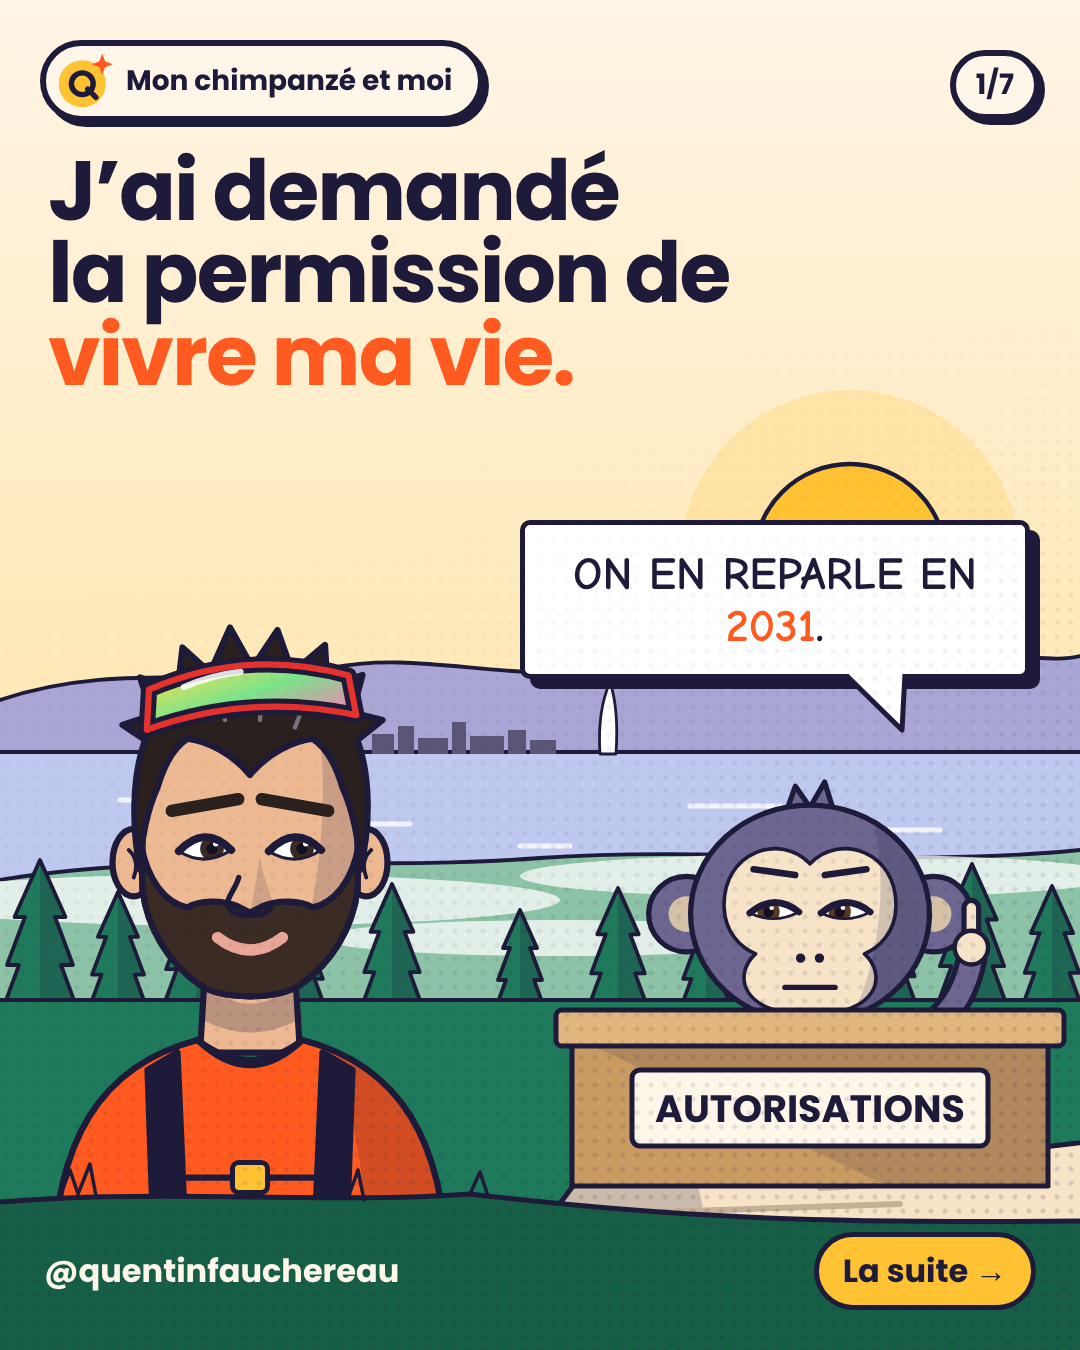 Q Mon chimpanzé et moi
1/7
J’ai demandé
la permission de
vivre ma vie.
ON EN REPARLE EN
2031.
AUTORISATIONS
@quentinfauchereau
La suite →